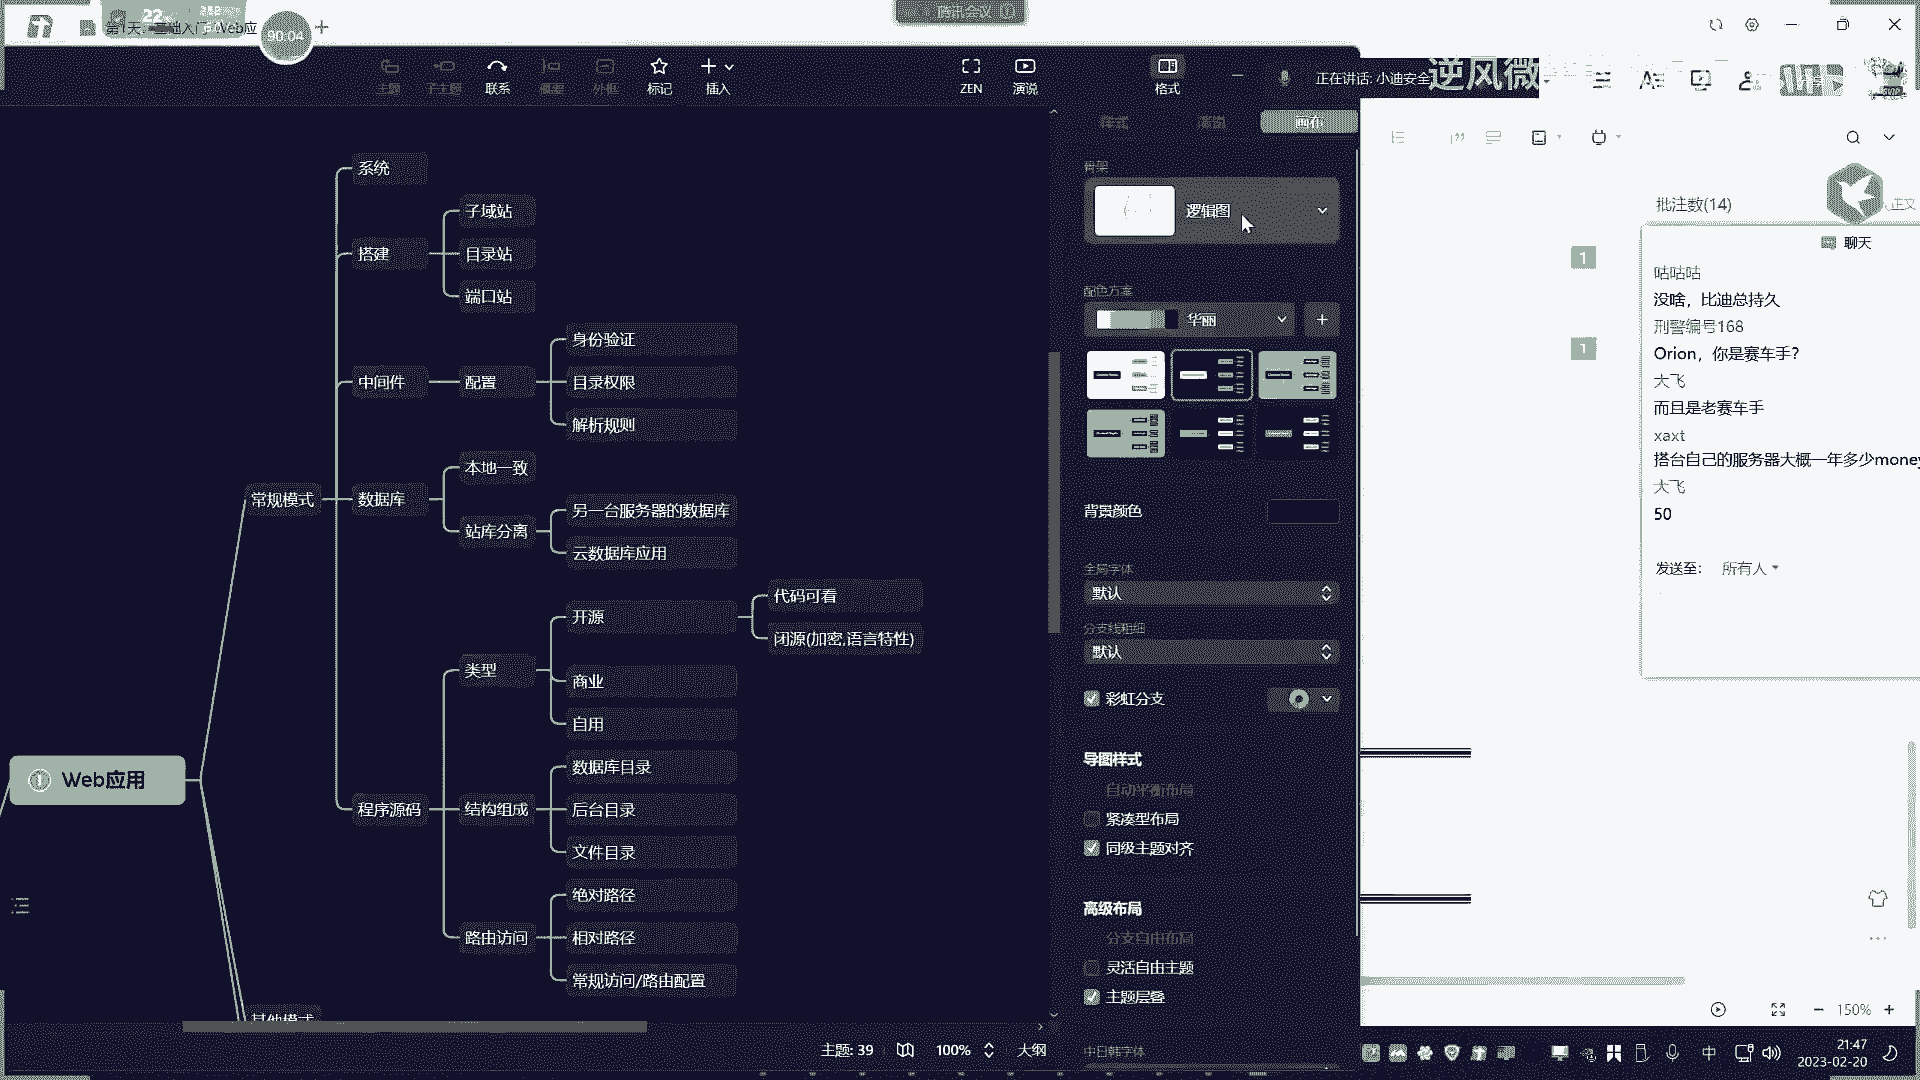 22
腾讯会议
第1天:基础入门-Web应
90:04
主题
子主题
联系
概要
外框
标记
插入
ZEN
演说
格式
正在讲话: 小迪安全
逆风微
样式
演说
画布
骨架
逻辑图
配色方案
华丽
背景颜色
全局字体
默认
分支线粗细
默认
彩虹分支
导图样式
自动平衡布局
紧凑型布局
同级主题对齐
高级布局
分支自由布局
灵活自由主题
主题层叠
中日韩字体
Web应用
常规模式
其他模式
系统
搭建
子域站
目录站
端口站
中间件
配置
身份验证
目录权限
解析规则
数据库
本地一致
站库分离
另一台服务器的数据库
云数据库应用
程序源码
类型
开源
代码可看
闭源(加密,语言特性)
商业
自用
结构组成
数据库目录
后台目录
文件目录
路由访问
绝对路径
相对路径
常规访问/路由配置
主题: 39
100%
大纲
批注数(14)
正文
1
1
聊天
咕咕咕
没啥，比迪总持久
刑警编号168
Orion，你是赛车手?
大飞
而且是老赛车手
xaxt
搭台自己的服务器大概一年多少money
大飞
50
发送至:
所有人
150%
中
21:47
2023-02-20